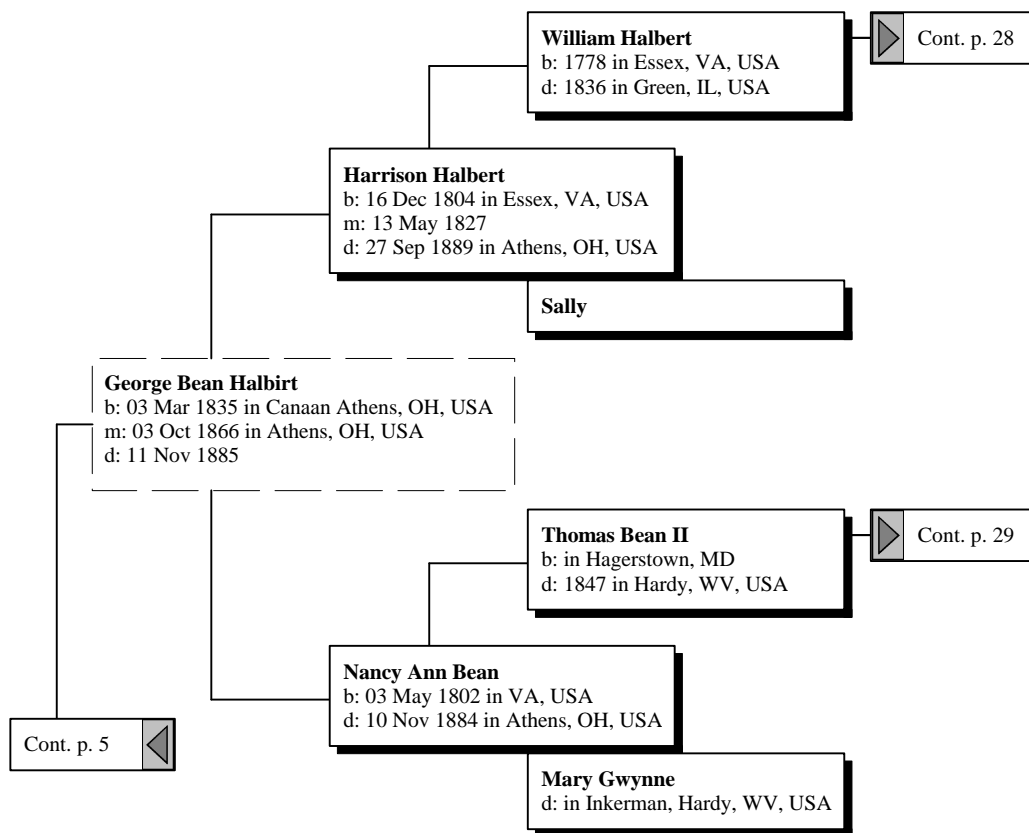 William Halbert
b: 1778 in Essex, VA, USA
d: 1836 in Green, IL, USA
Cont. p. 28
Harrison Halbert
b: 16 Dec 1804 in Essex, VA, USA
m: 13 May 1827
d: 27 Sep 1889 in Athens, OH, USA
Sally
George Bean Halbirt
b: 03 Mar 1835 in Canaan Athens, OH, USA
m: 03 Oct 1866 in Athens, OH, USA
d: 11 Nov 1885
Thomas Bean II
b: in Hagerstown, MD
d: 1847 in Hardy, WV, USA
Cont. p. 29
Nancy Ann Bean
b: 03 May 1802 in VA, USA
d: 10 Nov 1884 in Athens, OH, USA
Cont. p. 5
Mary Gwynne
d: in Inkerman, Hardy, WV, USA